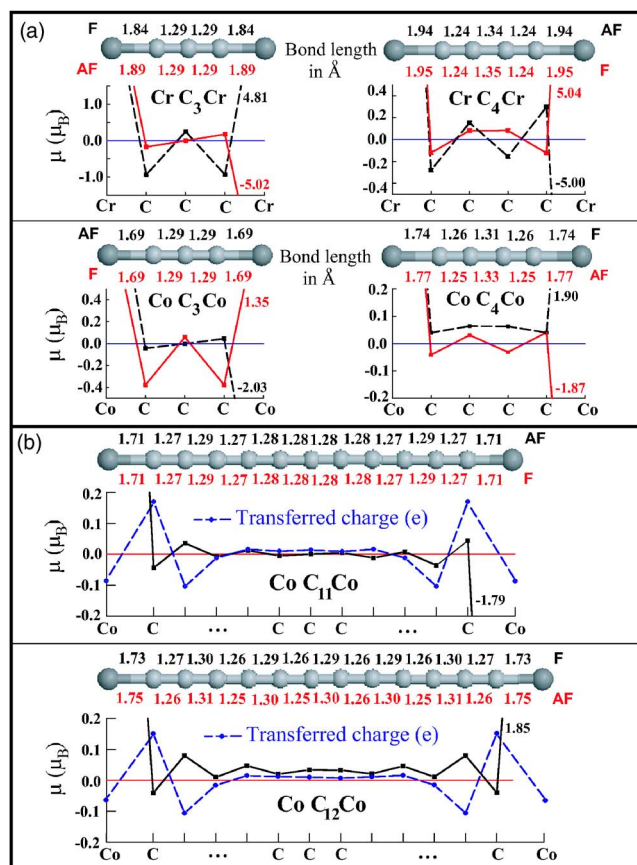 (a)
F 1.84 1.29 1.29 1.84
AF 1.89 1.29 1.29 1.89
Bond length
in Å
1.94 1.24 1.34 1.24 1.94 AF
1.95 1.24 1.35 1.24 1.95 F
μ (μB)
1.0
0.0
-1.0
Cr C3Cr
4.81
-5.02
Cr C C C Cr
0.4
0.2
0.0
-0.2
-0.4
Cr C4Cr
5.04
-5.00
Cr C C C C Cr
AF 1.69 1.29 1.29 1.69
F 1.69 1.29 1.29 1.69
Bond length
in Å
1.74 1.26 1.31 1.26 1.74 F
1.77 1.25 1.33 1.25 1.77 AF
μ (μB)
0.4
0.2
0.0
-0.2
-0.4
Co C3Co
1.35
-2.03
Co C C C Co
0.2
0.1
0.0
-0.1
-0.2
Co C4Co
1.90
-1.87
Co C C C C Co
(b)
1.71 1.27 1.29 1.27 1.28 1.28 1.28 1.28 1.27 1.29 1.27 1.71 AF
1.71 1.27 1.29 1.27 1.28 1.28 1.28 1.28 1.27 1.29 1.27 1.71 F
μ (μB)
0.2
0.1
0.0
-0.1
-0.2
Transferred charge (e)
Co C11Co
-1.79
Co C ... C C C ... C Co
1.73 1.27 1.30 1.26 1.29 1.26 1.29 1.26 1.29 1.26 1.30 1.27 1.73 F
1.75 1.26 1.31 1.25 1.30 1.25 1.30 1.25 1.30 1.25 1.31 1.26 1.75 AF
μ (μB)
0.2
0.1
0.0
-0.1
-0.2
Transferred charge (e)
1.85
Co C12Co
Co C ... C C C ... C Co